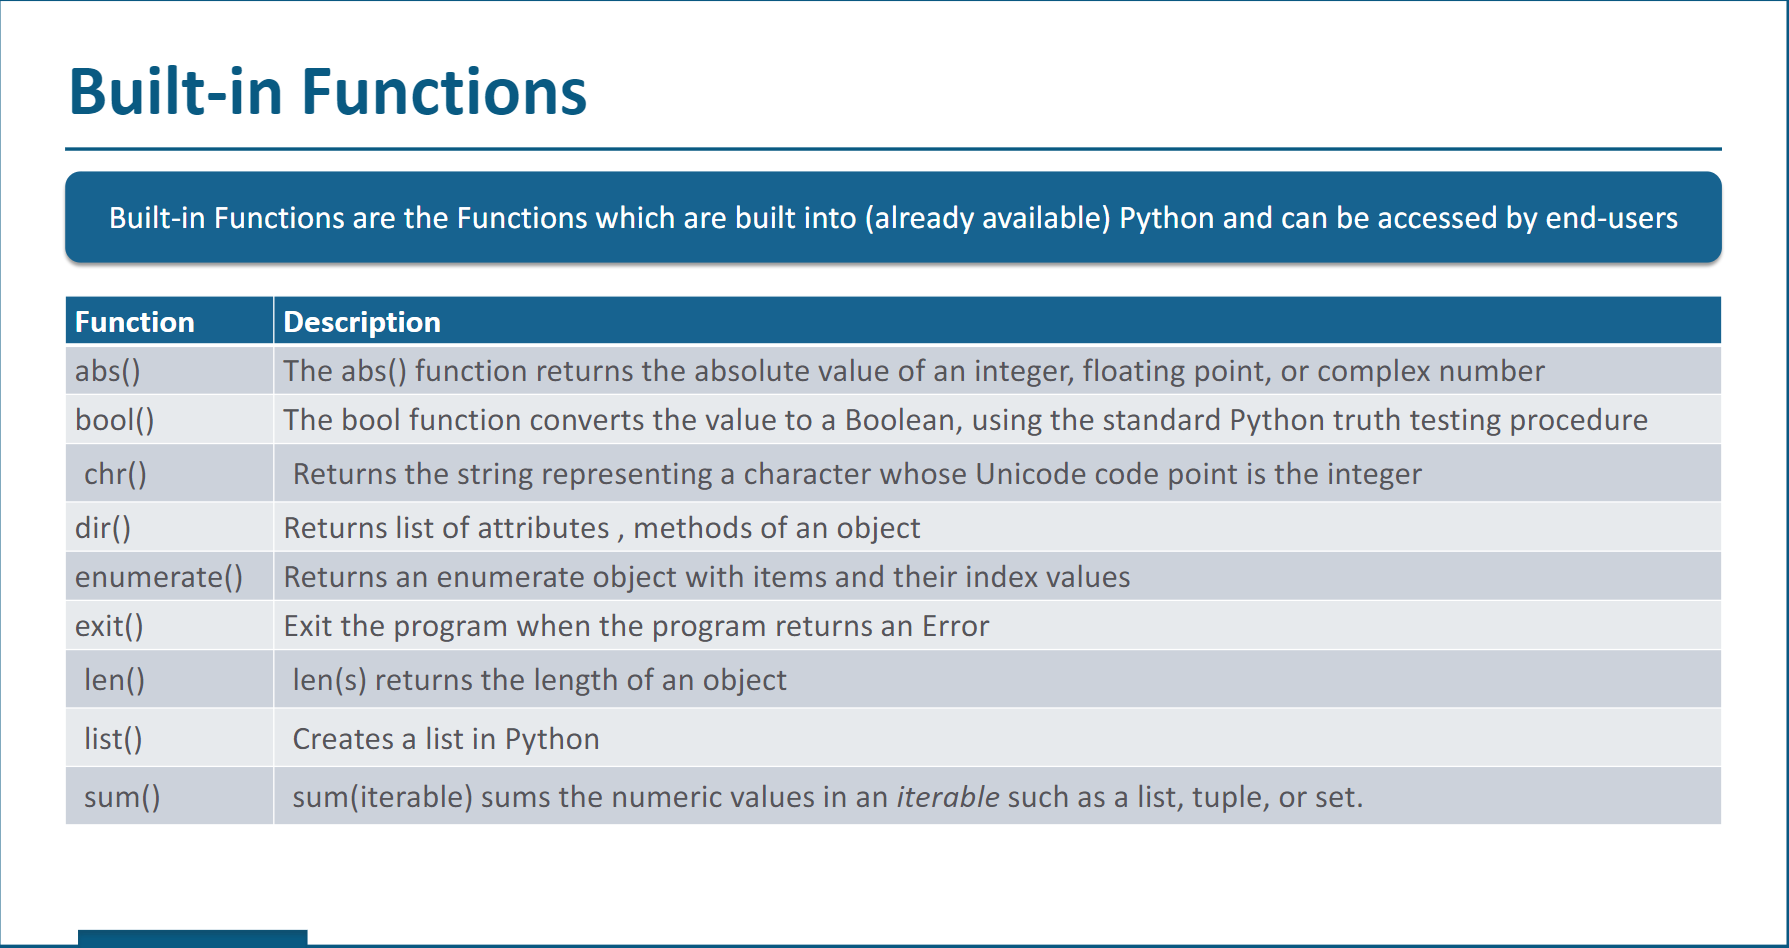 Built-in Functions
Built-in Functions are the Functions which are built into (already available) Python and can be accessed by end-users
Function Description
abs() The abs() function returns the absolute value of an integer, floating point, or complex number
bool() The bool function converts the value to a Boolean, using the standard Python truth testing procedure
chr() Returns the string representing a character whose Unicode code point is the integer
dir() Returns list of attributes , methods of an object
enumerate() Returns an enumerate object with items and their index values
exit() Exit the program when the program returns an Error
len() len(s) returns the length of an object
list() Creates a list in Python
sum() sum(iterable) sums the numeric values in an iterable such as a list, tuple, or set.